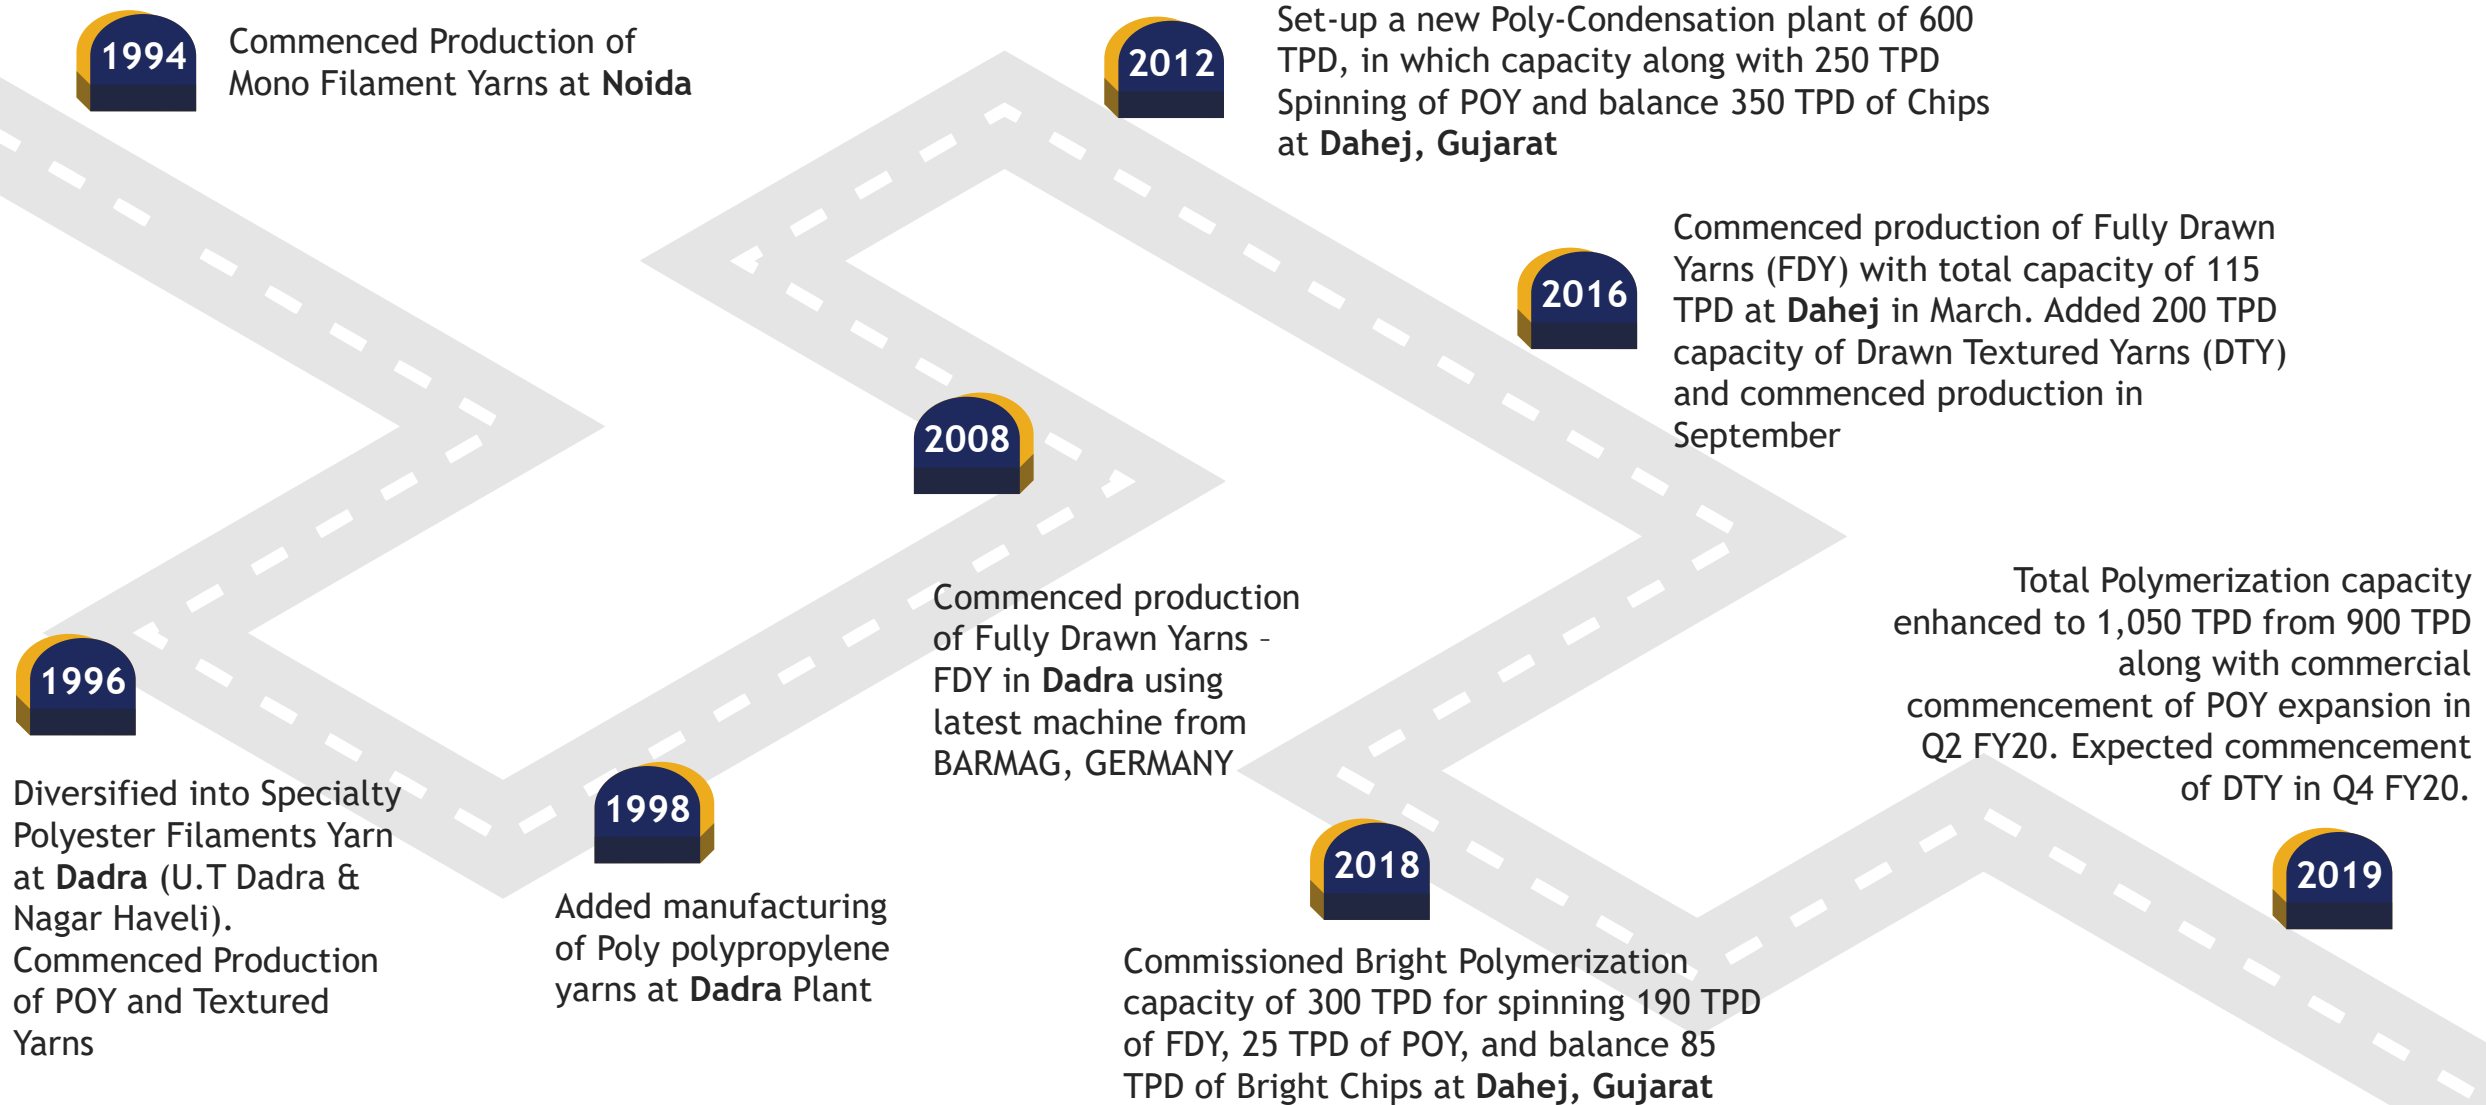 1994
Commenced Production of
Mono Filament Yarns at Noida
1996
Diversified into Specialty
Polyester Filaments Yarn
at Dadra (U.T Dadra &
Nagar Haveli).
Commenced Production
of POY and Textured
Yarns
1998
Added manufacturing
of Poly polypropylene
yarns at Dadra Plant
2008
Commenced production
of Fully Drawn Yarns –
FDY in Dadra using
latest machine from
BARMAG, GERMANY
2012
Set-up a new Poly-Condensation plant of 600
TPD, in which capacity along with 250 TPD
Spinning of POY and balance 350 TPD of Chips
at Dahej, Gujarat
2016
Commenced production of Fully Drawn
Yarns (FDY) with total capacity of 115
TPD at Dahej in March. Added 200 TPD
capacity of Drawn Textured Yarns (DTY)
and commenced production in
September
2018
Commissioned Bright Polymerization
capacity of 300 TPD for spinning 190 TPD
of FDY, 25 TPD of POY, and balance 85
TPD of Bright Chips at Dahej, Gujarat
Total Polymerization capacity
enhanced to 1,050 TPD from 900 TPD
along with commercial
commencement of POY expansion in
Q2 FY20. Expected commencement
of DTY in Q4 FY20.
2019